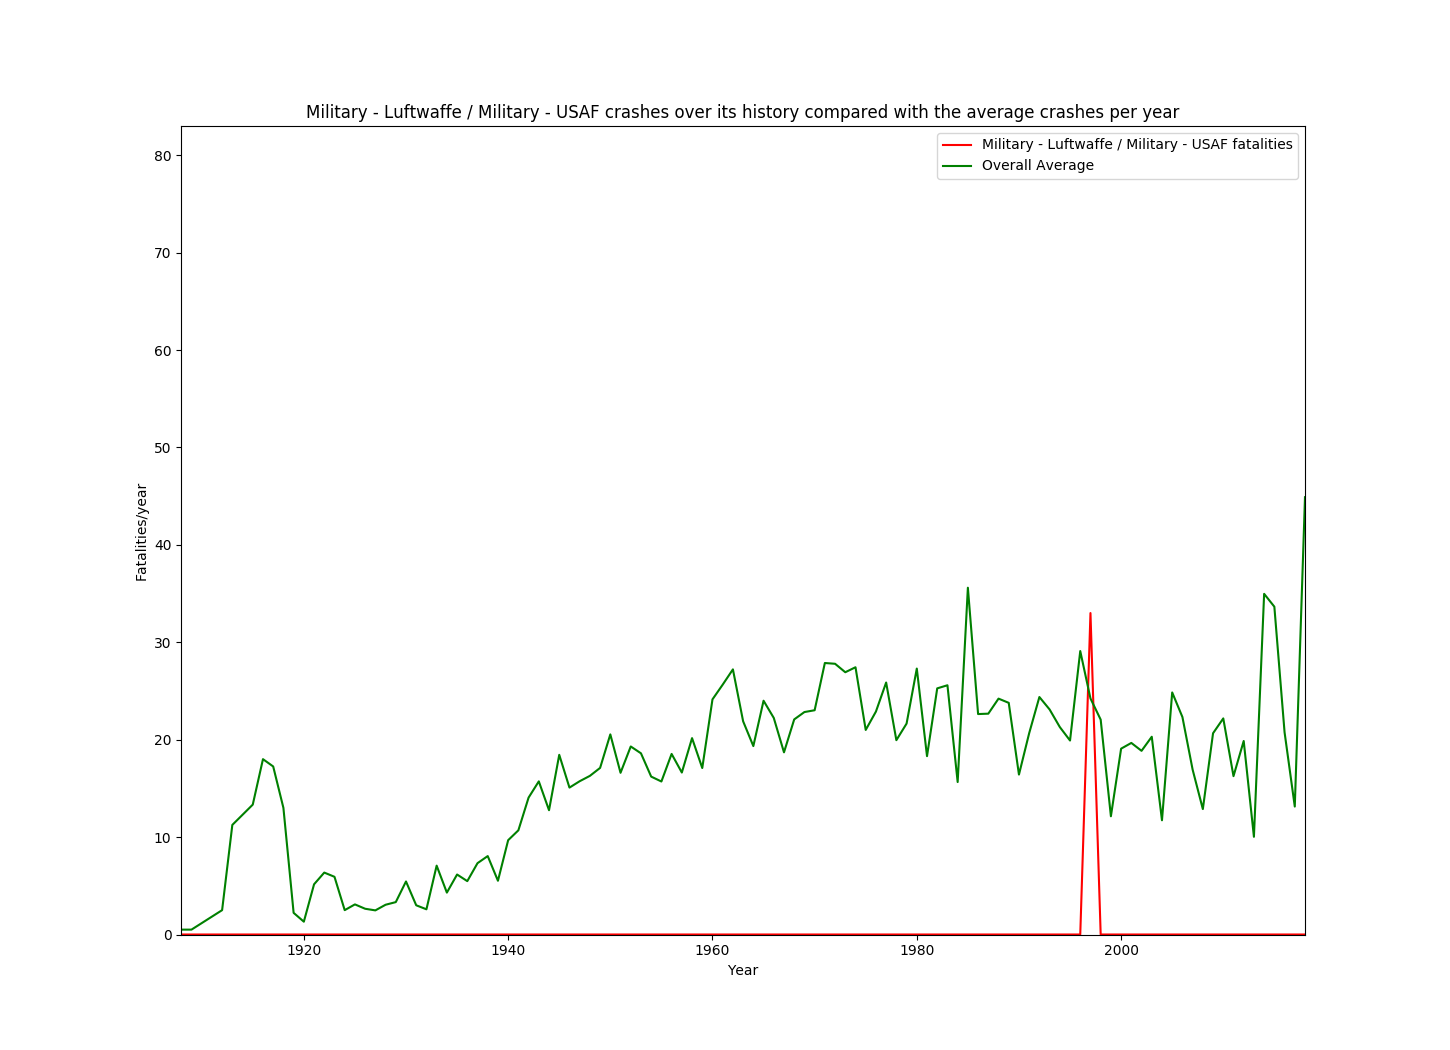 Military - Luftwaffe / Military - USAF crashes over its history compared with the average crashes per year
Military - Luftwaffe / Military - USAF fatalities
Overall Average
80
70
60
50
40
30
20
10
0
Fatalities/year
1920
1940
1960
1980
2000
Year